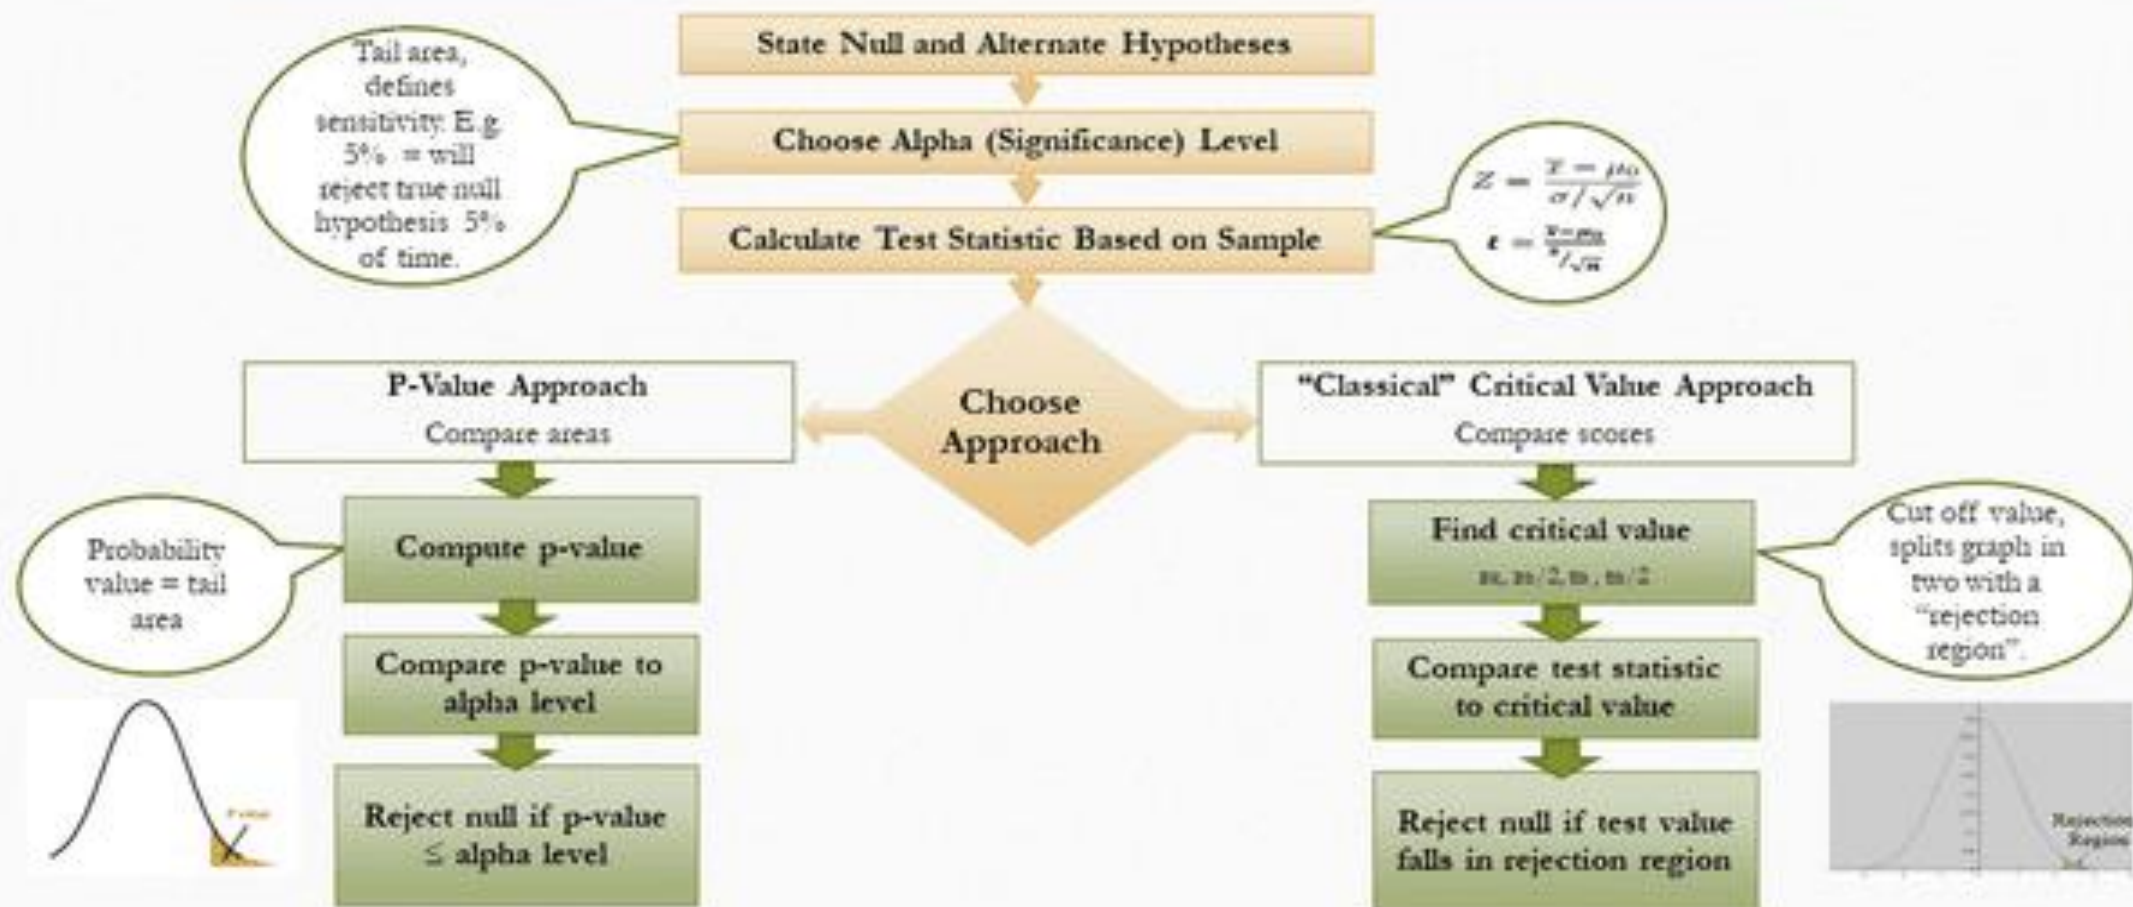 State Null and Alternate Hypotheses
Tail area,
defines
sensitivity. E.g.
5% = will
reject true null
hypothesis 5%
of time.
Choose Alpha (Significance) Level
Calculate Test Statistic Based on Sample
Z = x̄ − μ₀ / σ/√n
t = x̄−μ₀ / s/√n
Choose
Approach
P-Value Approach
Compare areas
"Classical" Critical Value Approach
Compare scores
Probability
value = tail
area
Compute p-value
Compare p-value to
alpha level
Reject null if p-value
≤ alpha level
Find critical value
Cut off value,
splits graph in
two with a
"rejection
region".
Compare test statistic
to critical value
Reject null if test value
falls in rejection region
Rejection
Region